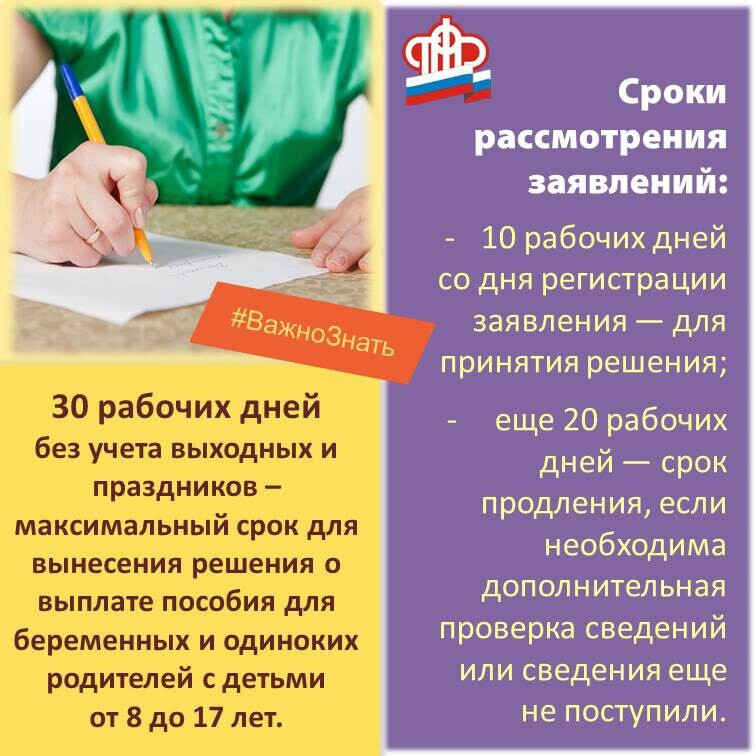 #ВажноЗнать
30 рабочих дней
без учета выходных и
праздников –
максимальный срок для
вынесения решения о
выплате пособия для
беременных и одиноких
родителей с детьми
от 8 до 17 лет.
Сроки
рассмотрения
заявлений:
- 10 рабочих дней
со дня регистрации
заявления — для
принятия решения;
- еще 20 рабочих
дней — срок
продления, если
необходима
дополнительная
проверка сведений
или сведения еще
не поступили.